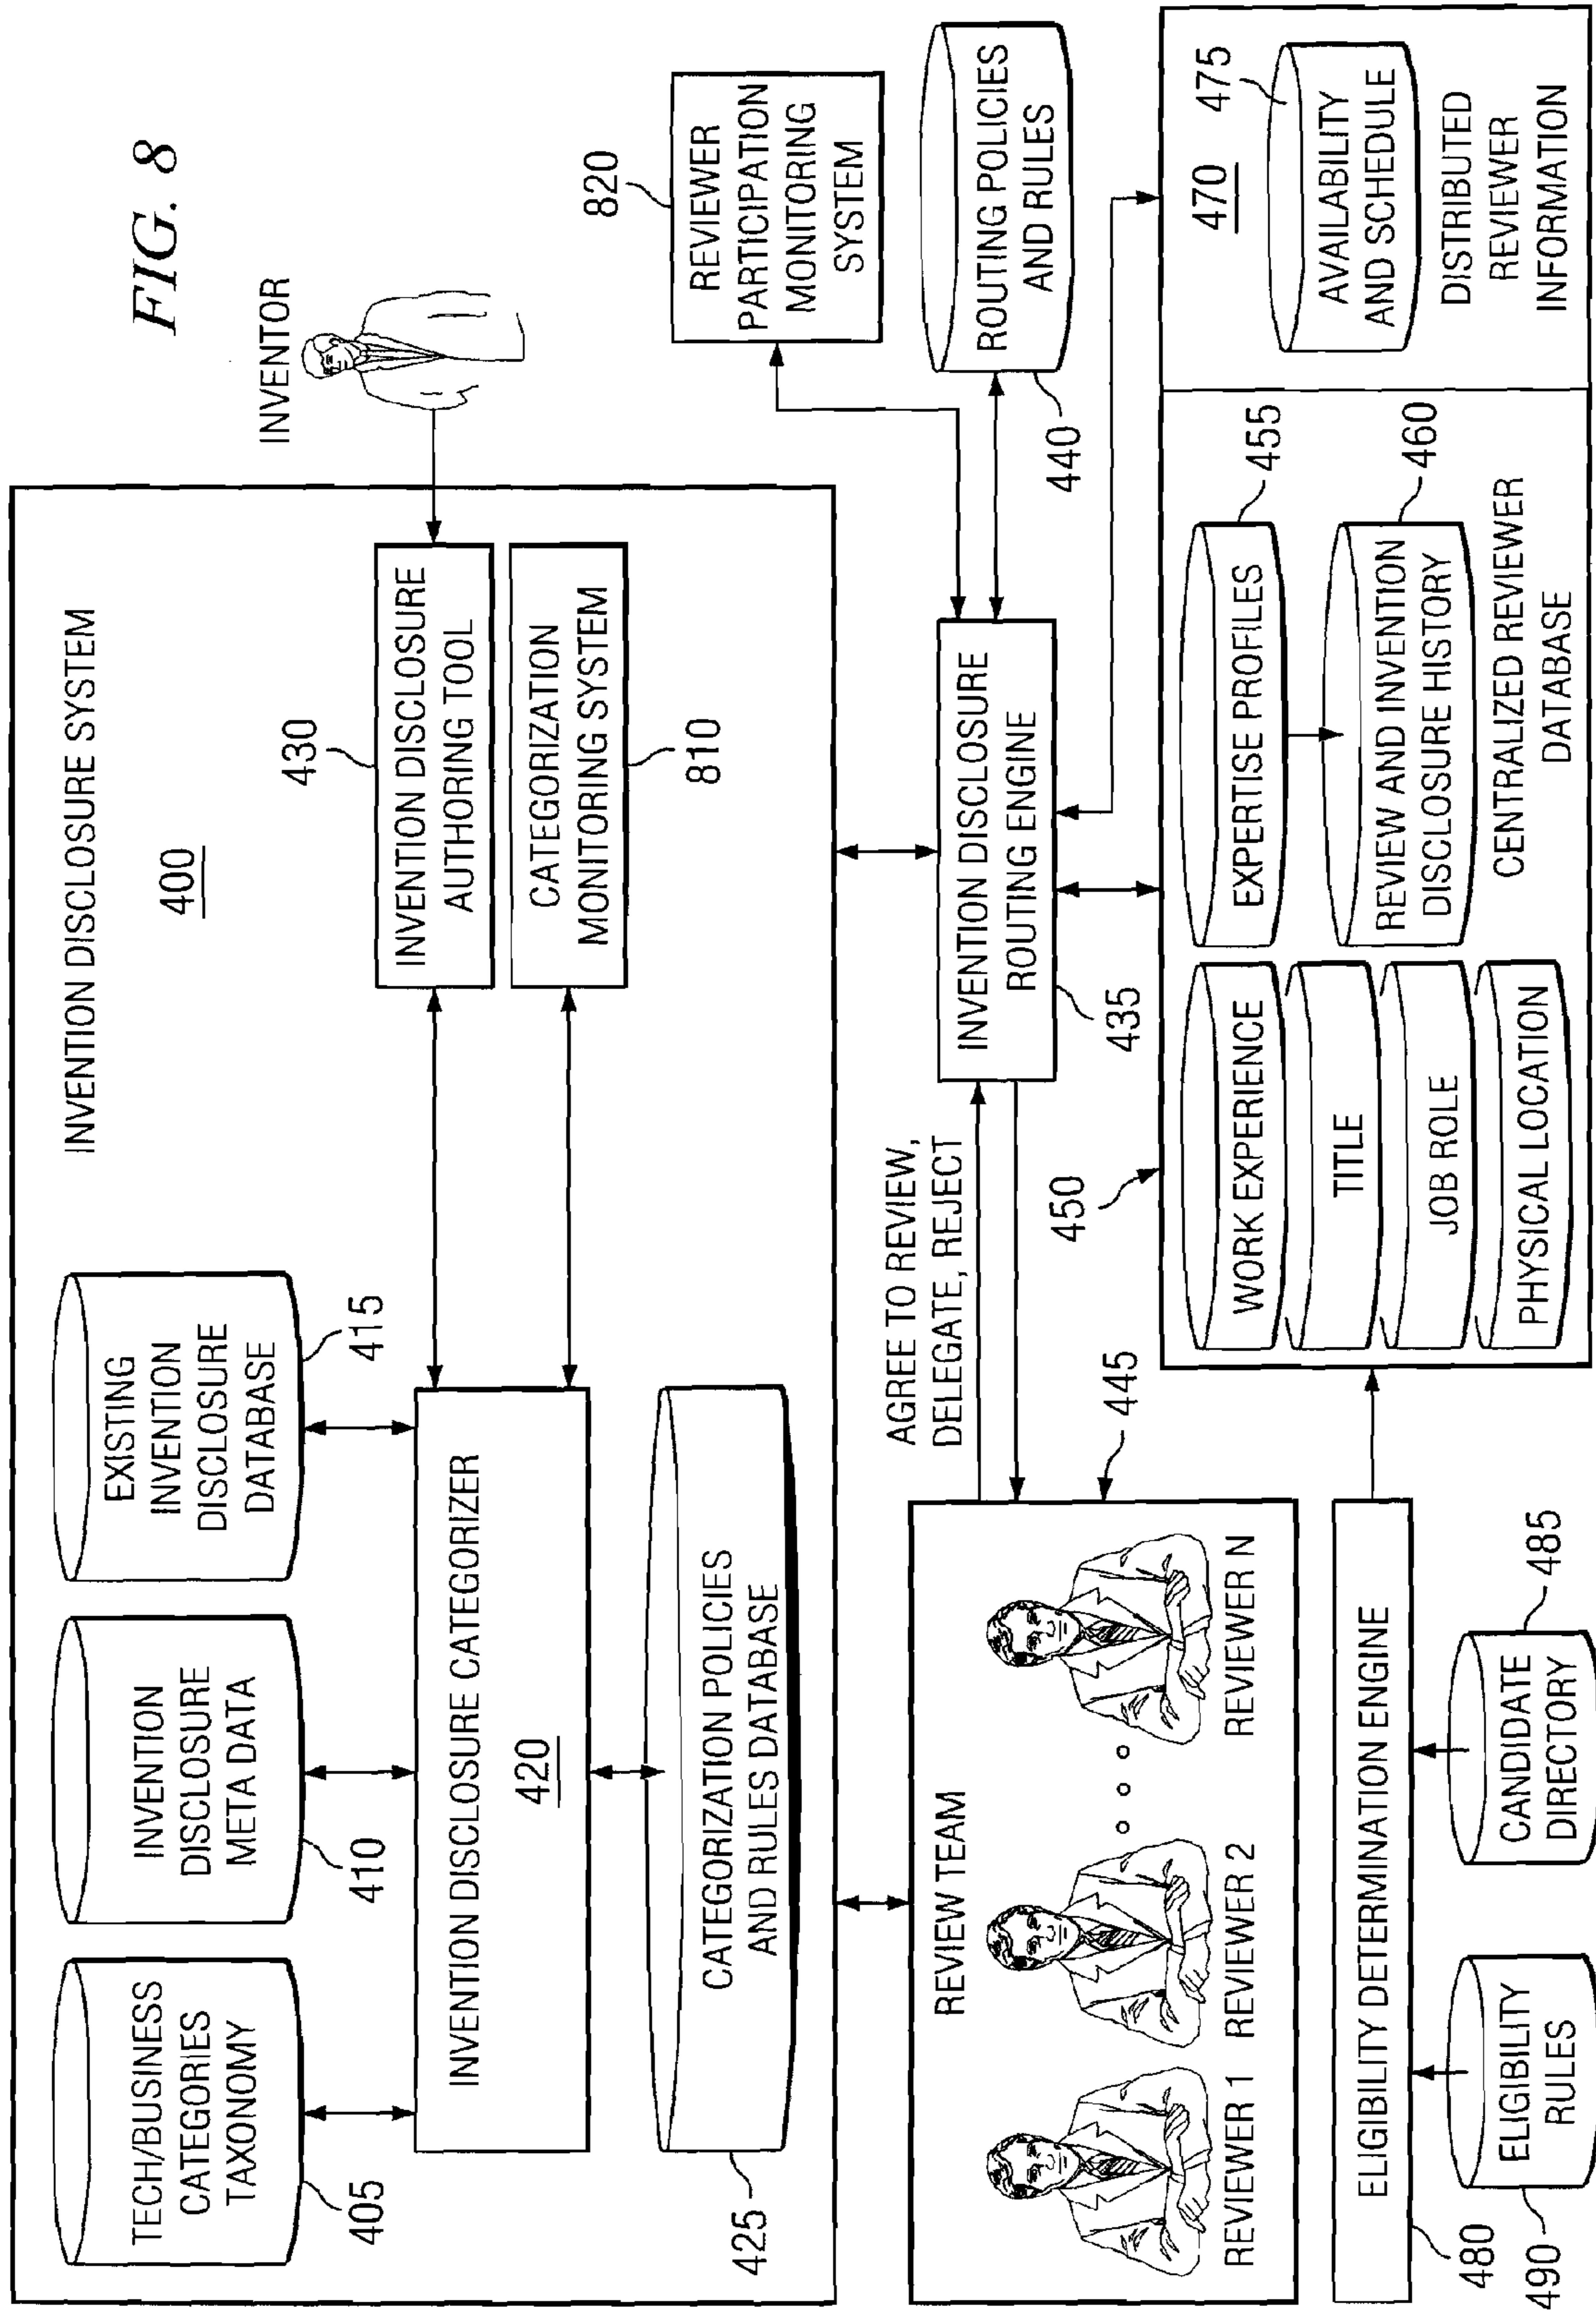 FIG. 8
INVENTION DISCLOSURE SYSTEM
400
TECH/BUSINESS
CATEGORIES
TAXONOMY
405
INVENTION
DISCLOSURE
META DATA
410
EXISTING
INVENTION
DISCLOSURE
DATABASE
415
INVENTION DISCLOSURE CATEGORIZER
420
CATEGORIZATION POLICIES
AND RULES DATABASE
425
430
INVENTION DISCLOSURE
AUTHORING TOOL
CATEGORIZATION
MONITORING SYSTEM
810
INVENTOR
820
REVIEWER
PARTICIPATION
MONITORING
SYSTEM
ROUTING POLICIES
AND RULES
440
INVENTION DISCLOSURE
ROUTING ENGINE
435
AGREE TO REVIEW,
DELEGATE, REJECT
REVIEW TEAM
REVIEWER 1
REVIEWER 2
REVIEWER N
445
450
WORK EXPERIENCE
TITLE
JOB ROLE
PHYSICAL LOCATION
EXPERTISE PROFILES
455
REVIEW AND INVENTION
DISCLOSURE HISTORY
460
CENTRALIZED REVIEWER
DATABASE
470
475
AVAILABILITY
AND SCHEDULE
DISTRIBUTED
REVIEWER
INFORMATION
ELIGIBILITY DETERMINATION ENGINE
480
ELIGIBILITY
RULES
490
CANDIDATE
DIRECTORY
485